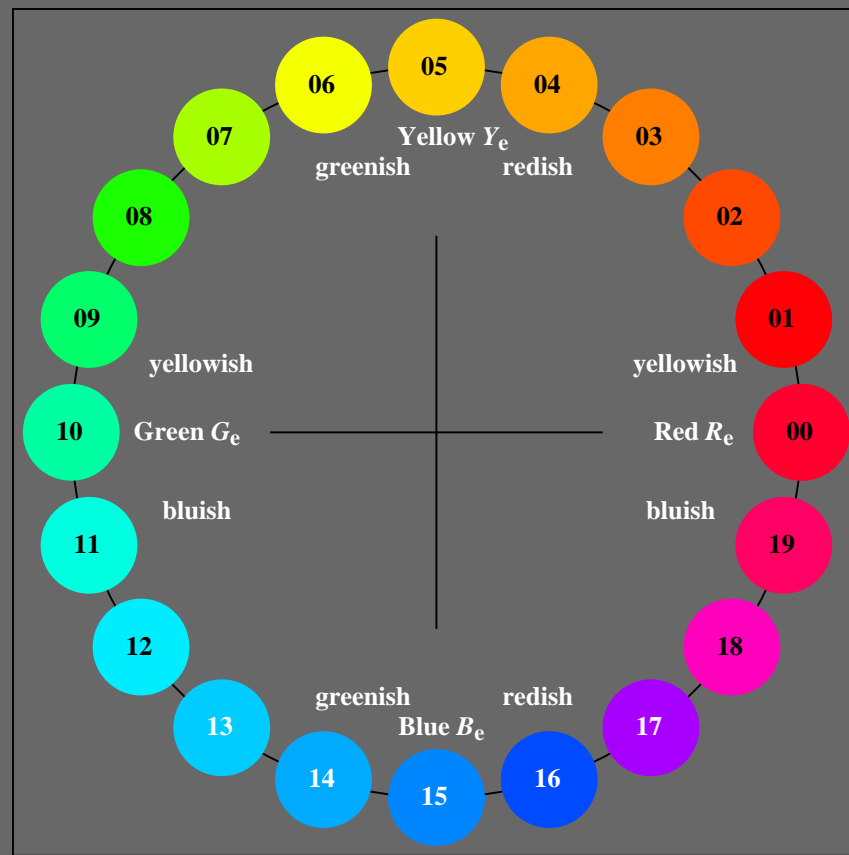 05
06 04
07 Yellow Yₑ 03
greenish redish
08 02
09 01
yellowish yellowish
10 Green Gₑ Red Rₑ 00
bluish bluish
11 19
12 18
greenish redish
13 Blue Bₑ 17
14 16
15